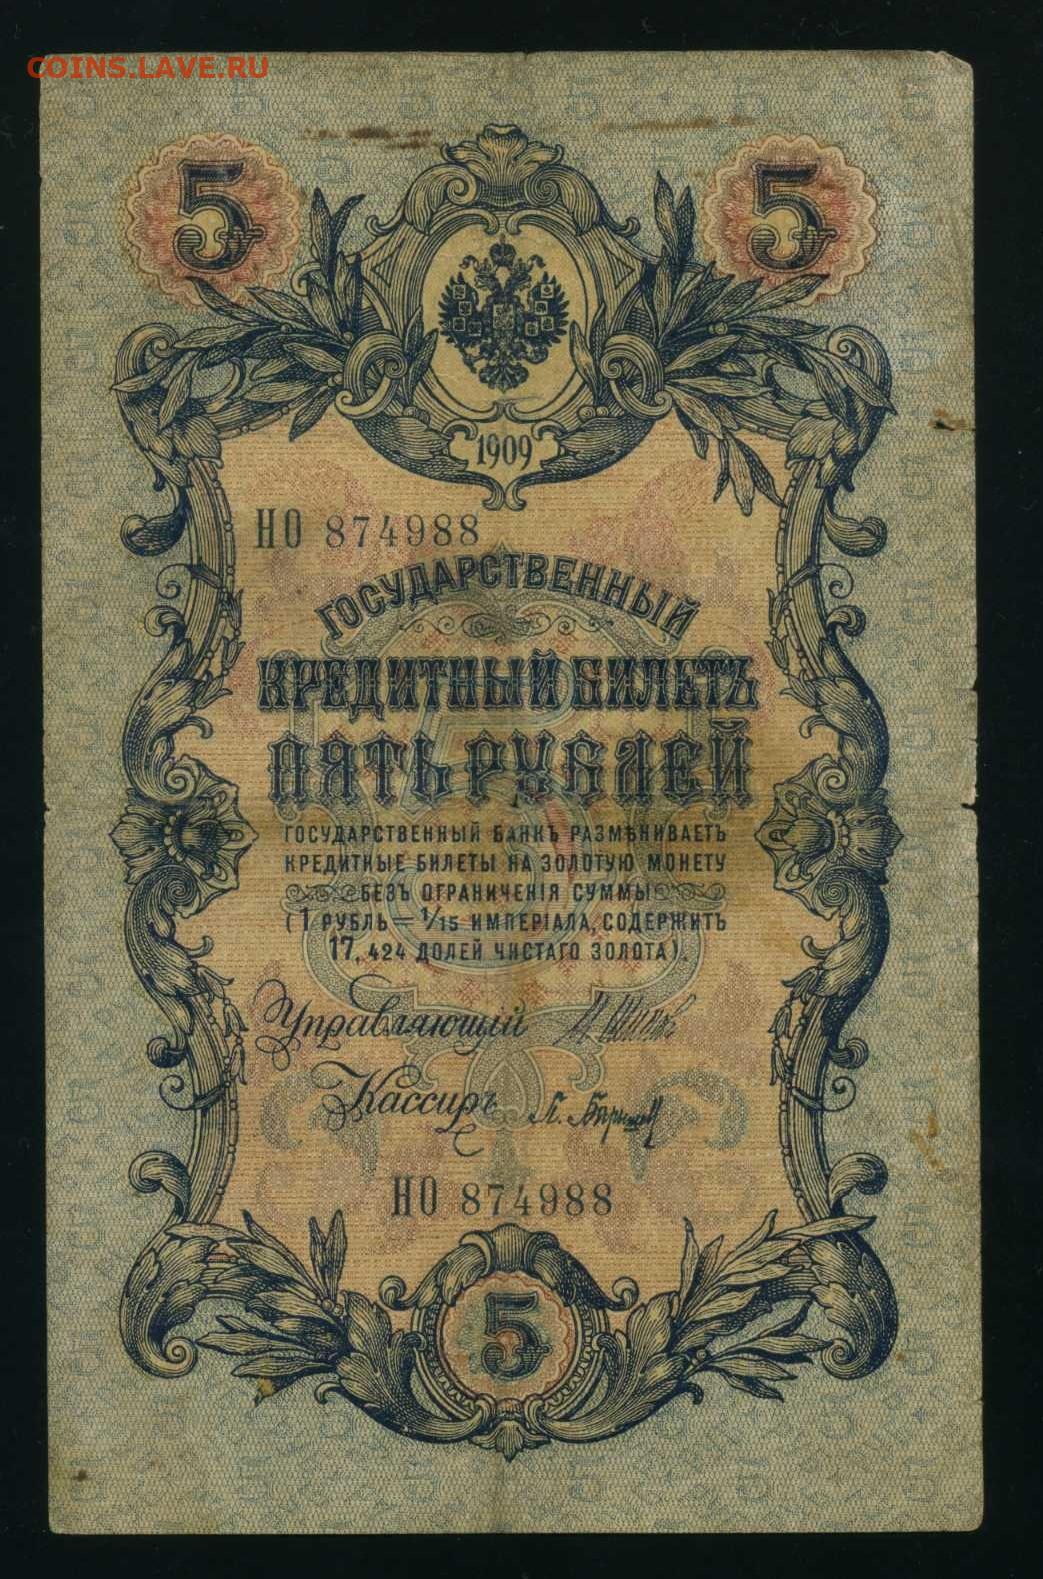 COINS.LAVE.RU
5 5
1909
НО 874988
ГОСУДАРСТВЕННЫЙ
КРЕДИТНЫЙ БИЛЕТЪ
ПЯТЬ РУБЛЕЙ
ГОСУДАРСТВЕННЫЙ БАНКЪ РАЗМѢНИВАЕТЪ
КРЕДИТНЫЕ БИЛЕТЫ НА ЗОЛОТУЮ МОНЕТУ
БЕЗЪ ОГРАНИЧЕНІЯ СУММЫ
(1 РУБЛЬ = 1/15 ИМПЕРІАЛА, СОДЕРЖИТЪ
17,424 ДОЛЕЙ ЧИСТАГО ЗОЛОТА).
Управляющій
Кассиръ
НО 874988
5